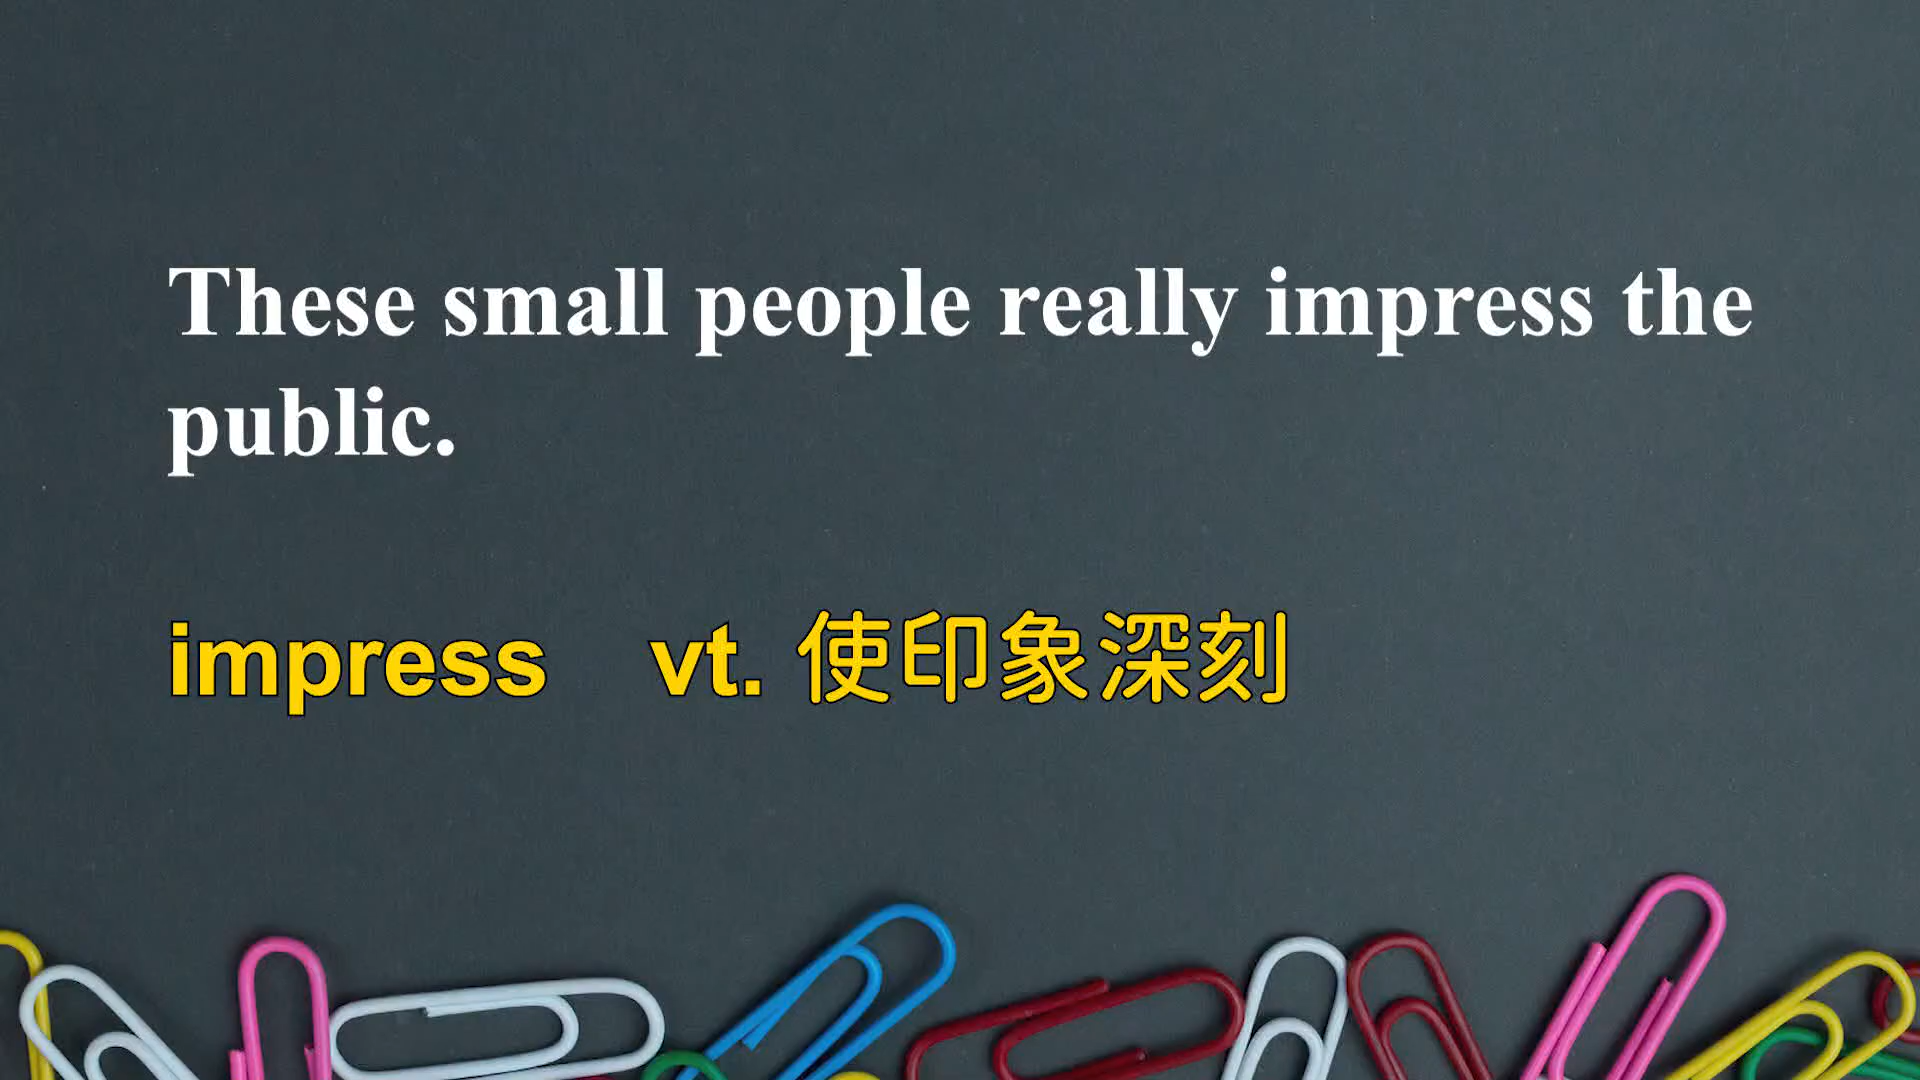 These small people really impress the
public.
impress vt. 使印象深刻